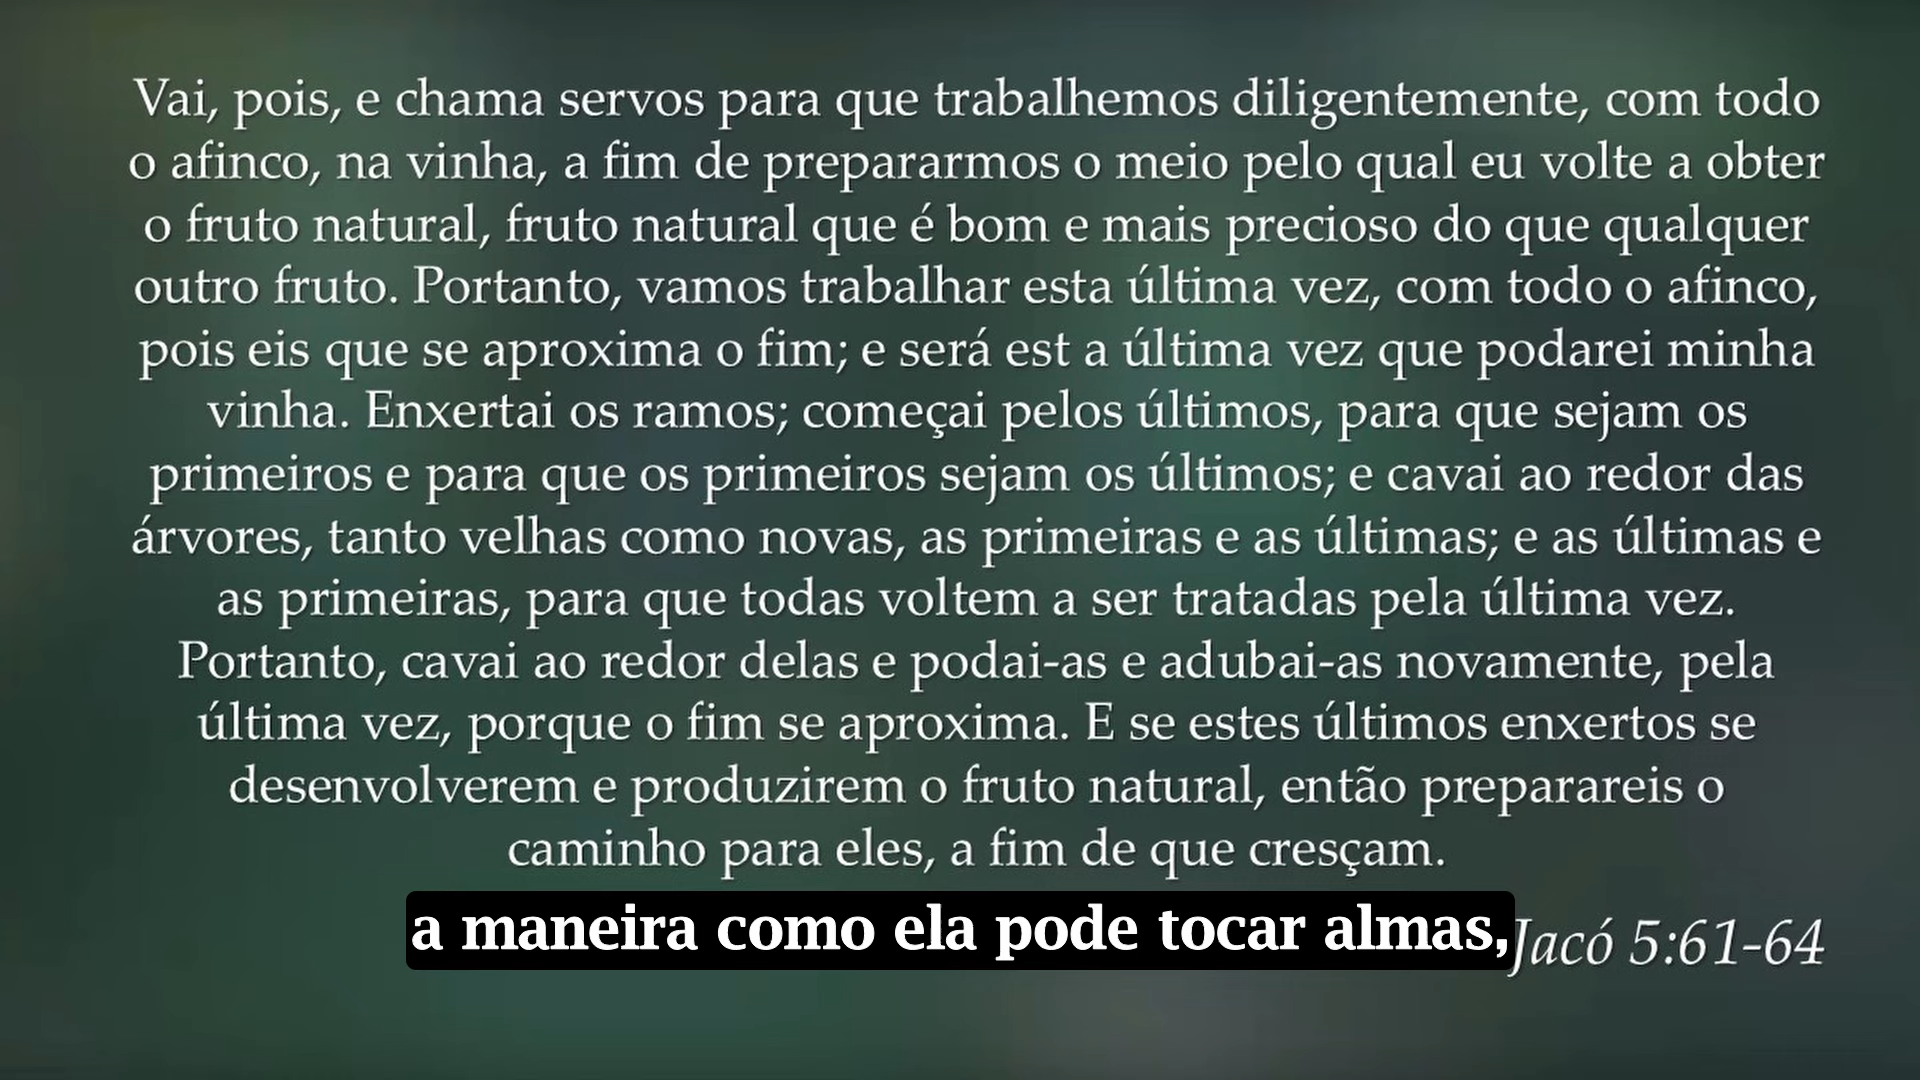 Vai, pois, e chama servos para que trabalhemos diligentemente, com todo
o afinco, na vinha, a fim de prepararmos o meio pelo qual eu volte a obter
o fruto natural, fruto natural que é bom e mais precioso do que qualquer
outro fruto. Portanto, vamos trabalhar esta última vez, com todo o afinco,
pois eis que se aproxima o fim; e será est a última vez que podarei minha
vinha. Enxertai os ramos; começai pelos últimos, para que sejam os
primeiros e para que os primeiros sejam os últimos; e cavai ao redor das
árvores, tanto velhas como novas, as primeiras e as últimas; e as últimas e
as primeiras, para que todas voltem a ser tratadas pela última vez.
Portanto, cavai ao redor delas e podai-as e adubai-as novamente, pela
última vez, porque o fim se aproxima. E se estes últimos enxertos se
desenvolverem e produzirem o fruto natural, então preparareis o
caminho para eles, a fim de que cresçam.
a maneira como ela pode tocar almas,
Jacó 5:61-64